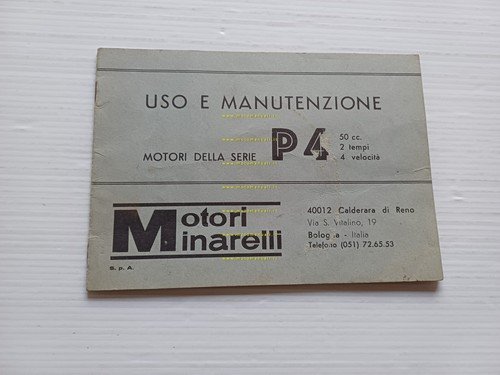 USO E MANUTENZIONE
MOTORI DELLA SERIE P4 50 cc.
2 tempi
4 velocità
Motori
Minarelli
S. p. A.
40012 Calderara di Reno
Via S. Vitalino, 19
Bologna - Italia
Telefono (051) 72.65.53